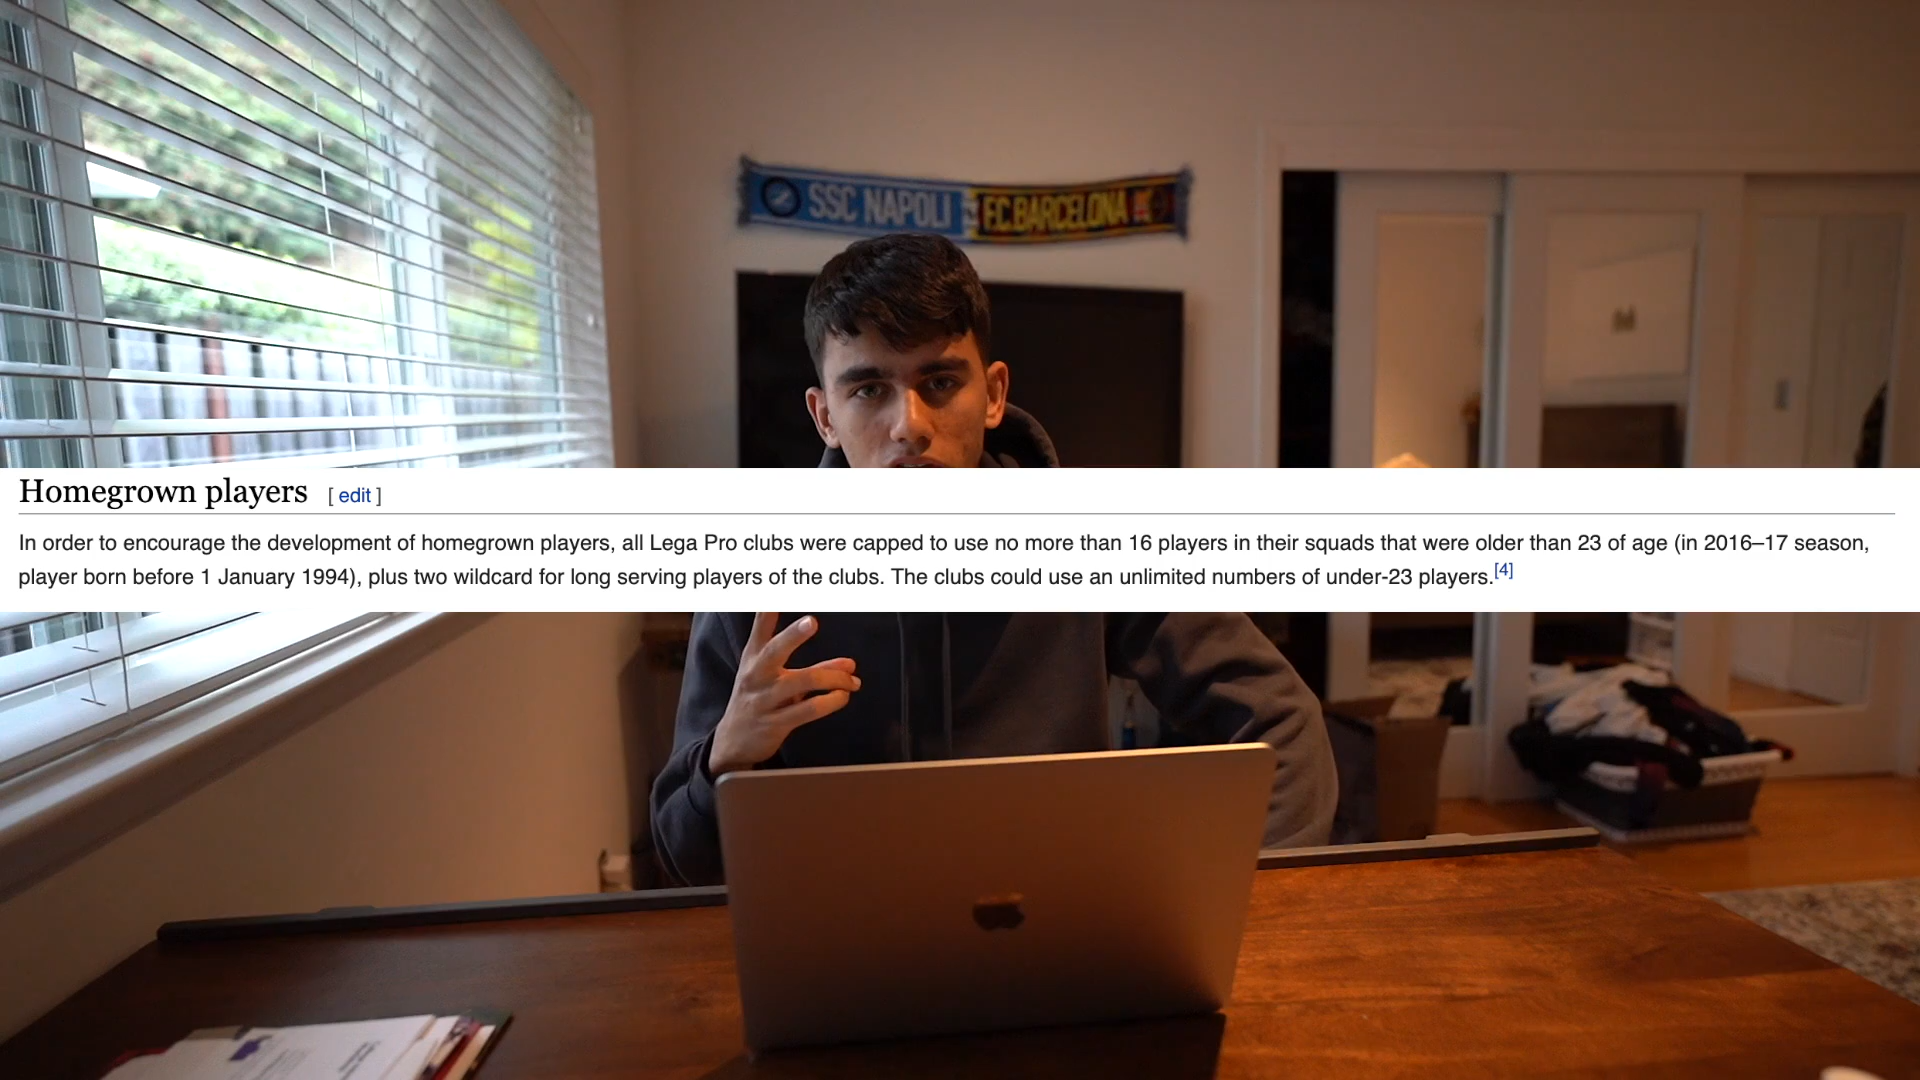 SSC NAPOLI F.C.BARCELONA
Homegrown players [ edit ]
In order to encourage the development of homegrown players, all Lega Pro clubs were capped to use no more than 16 players in their squads that were older than 23 of age (in 2016–17 season,
player born before 1 January 1994), plus two wildcard for long serving players of the clubs. The clubs could use an unlimited numbers of under-23 players.[4]